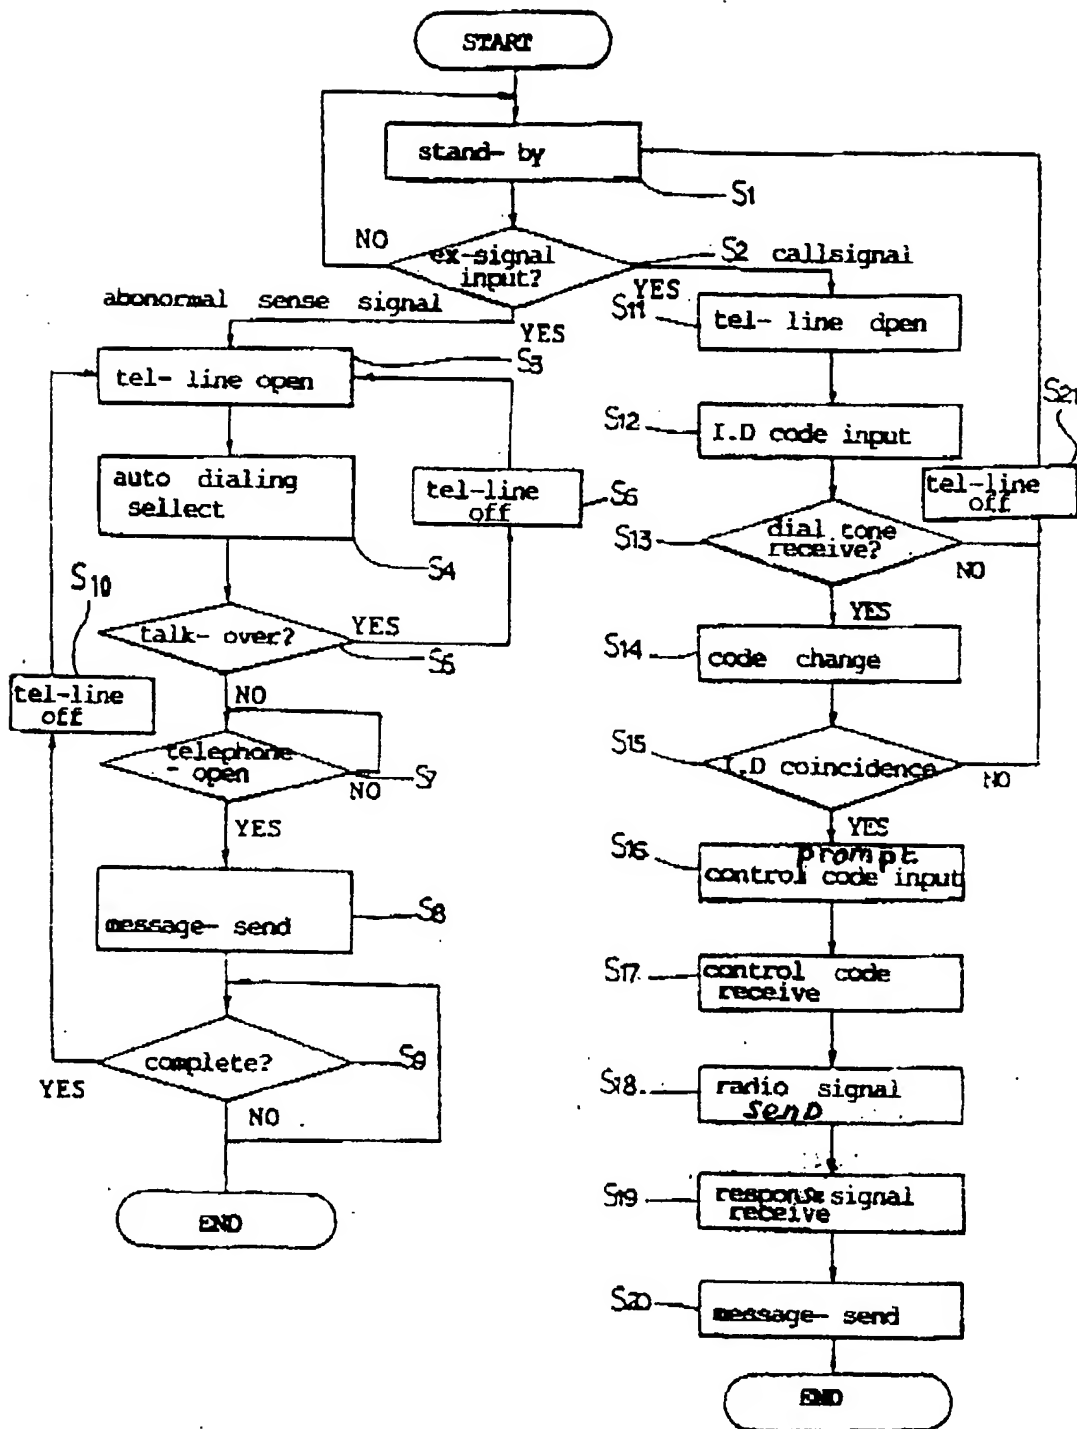 START
stand- by
S1
NO
ex-signal
input?
S2 callsignal
YES
abonormal sense signal
YES
S3
tel- line open
S11
tel- line dpen
S12
I.D code input
S21
auto dialing
sellect
S4
tel-line
off
S6
tel-line
off
S13
dial tone
receive?
NO
YES
S10
talk- over?
YES
S5
S14
code change
tel-line
off
NO
telephone
- open
NO
S7
YES
S15
I.D coincidence
NO
YES
S16
prompt
control code input
message- send
S8
S17
control code
receive
complete?
S9
YES
NO
S18
radio signal
send
S19
response signal
receive
END
S20
message- send
END